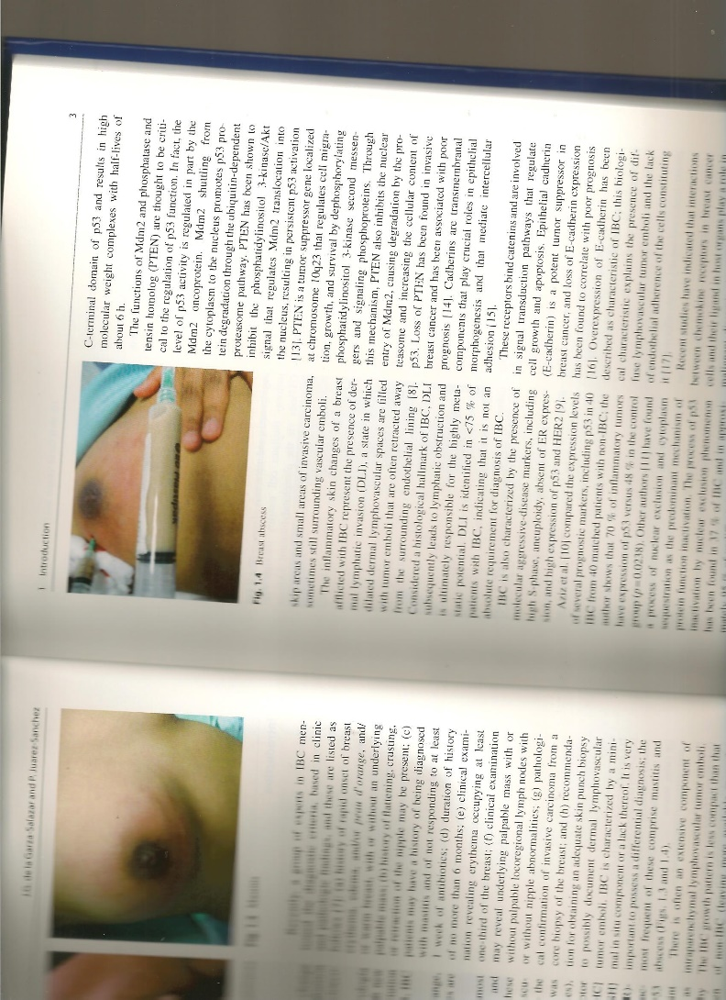 J.G. de la Garza-Salazar and P. Juarez-Sanchez
a group of experts in IBC men-
diagnostic criteria, based in clinic
and pathologic findings, and these are listed as
history of rapid onset of breast
erythema, edema, and/or peau d'orange, and/
or warm breast, with or without an underlying
palpable mass; (b) history of flattening, crusting,
or retraction of the nipple may be present; (c)
patients may have a history of being diagnosed
with mastitis and of not responding to at least
1 week of antibiotics; (d) duration of history
of no more than 6 months; (e) clinical exami-
nation revealing erythema occupying at least
one-third of the breast; (f) clinical examination
may reveal underlying palpable mass with or
without palpable locoregional lymph nodes with
or without nipple abnormalities; (g) pathologi-
cal confirmation of invasive carcinoma from a
core biopsy of the breast; and (h) recommenda-
tion for obtaining an adequate skin punch biopsy
to possibly document dermal lymphovascular
tumor emboli. IBC is characterized by a mini-
mal in situ component or a lack thereof. It is very
important to possess a differential diagnosis; the
most frequent of these comprise mastitis and
abscess (Figs. 1.3 and 1.4).
There is often an extensive component of
intraparenchymal lymphovascular tumor emboli.
The IBC growth pattern is less compact than that
of non IBC, leaving more
1 Introduction
3
Fig. 1.4 Breast abscess
skip areas and small areas of invasive carcinoma,
sometimes still surrounding vascular emboli.
The inflammatory skin changes of a breast
afflicted with IBC represent the presence of der-
mal lymphatic invasion (DLI), a state in which
dilated dermal lymphovascular spaces are filled
with tumor emboli that are often retracted away
from the surrounding endothelial lining [8].
Considered a histological hallmark of IBC, DLI
subsequently leads to lymphatic obstruction and
is ultimately responsible for the highly meta-
static potential. DLI is identified in <75 % of
patients with IBC, indicating that it is not an
absolute requirement for diagnosis of IBC.
IBC is also characterized by the presence of
molecular aggressive-disease markers, including
high S-phase, aneuploidy, absent of ER expres-
sion, and high expression of p53 and HER2 [9].
Aziz et al. [10] compared the expression levels
of several prognostic markers, including p53 in 40
IBC from 40 matched patients with non-IBC; the
author shows that 70 % of inflammatory tumors
have expression of p53 versus 48 % in the control
group (p=0.0238). Other authors [11] have found
a process of nuclear exclusion and cytoplasm
sequestration as the predominant mechanism of
protein function inactivation. The process of p53
inactivation by nuclear exclusion phenomenon
has been found in 37 % of IBC and in approxi-
C-terminal domain of p53 and results in high
molecular weight complexes with half-lives of
about 6 h.
The functions of Mdm2 and phosphatase and
tensin homolog (PTEN) are thought to be criti-
cal to the regulation of p53 function. In fact, the
level of p53 activity is regulated in part by the
Mdm2 oncoprotein. Mdm2 shuttling from
the cytoplasm to the nucleus promotes p53 pro-
tein degradation through the ubiquitin-dependent
proteasome pathway. PTEN has been shown to
inhibit the phosphatidylinositol 3-kinase/Akt
signal that regulates Mdm2 translocation into
the nucleus, resulting in persistent p53 activation
[13]. PTEN is a tumor suppressor gene localized
at chromosome 10q23 that regulates cell migra-
tion, growth, and survival by dephosphorylating
phosphatidylinositol 3-kinase second messen-
gers and signaling phosphoproteins. Through
this mechanism, PTEN also inhibits the nuclear
entry of Mdm2, causing degradation by the pro-
teasome and increasing the cellular content of
p53. Loss of PTEN has been found in invasive
breast cancer and has been associated with poor
prognosis [14]. Cadherins are transmembranal
components that play crucial roles in epithelial
morphogenesis and that mediate intercellular
adhesion [15].
These receptors bind catenins and are involved
in signal transduction pathways that regulate
cell growth and apoptosis. Epithelial cadherin
(E-cadherin) is a potent tumor suppressor in
breast cancer, and loss of E-cadherin expression
has been found to correlate with poor prognosis
[16]. Overexpression of E-cadherin has been
described as characteristic of IBC; this biologi-
cal characteristic explains the presence of dif-
fuse lymphovascular tumor emboli and the lack
of endothelial adherence of the cells constituting
it [17].
Recent studies have indicated that interactions
between chemokine receptors in breast cancer
cells and their ligand in host organs play a role in